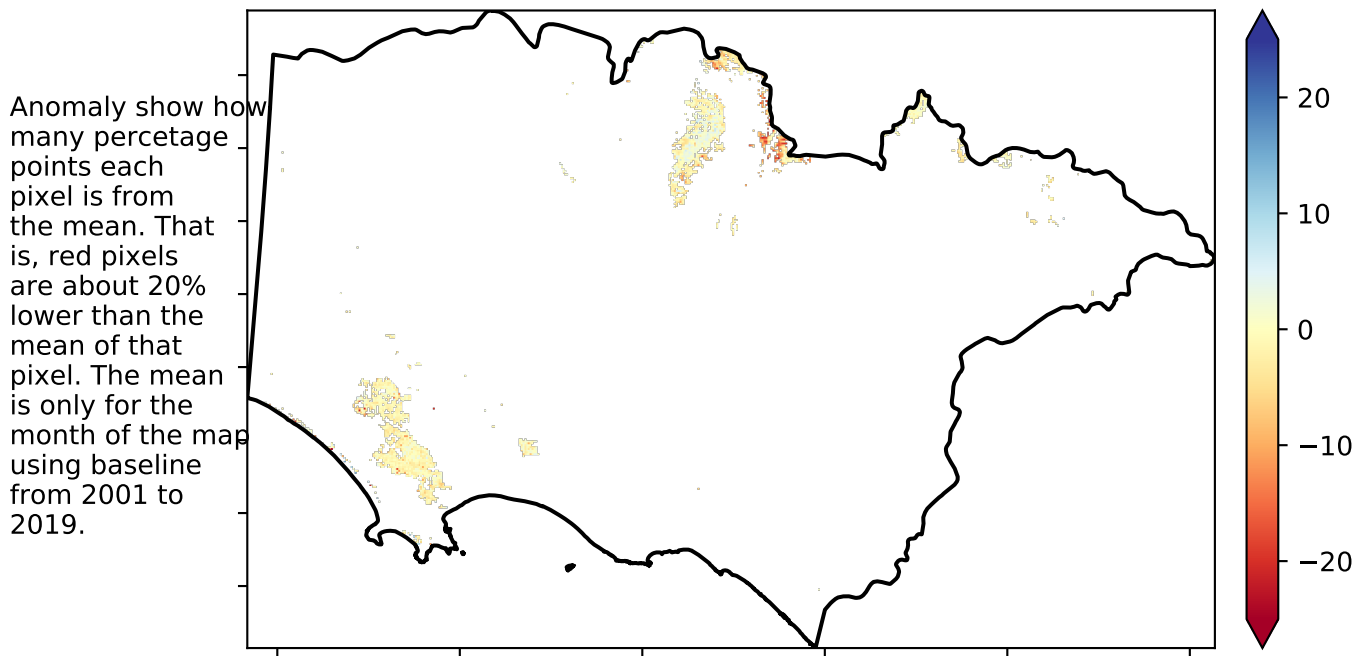 Anomaly show how
many percetage
points each
pixel is from
the mean. That
is, red pixels
are about 20%
lower than the
mean of that
pixel. The mean
is only for the
month of the map
using baseline
from 2001 to
2019.
20
10
0
−10
−20